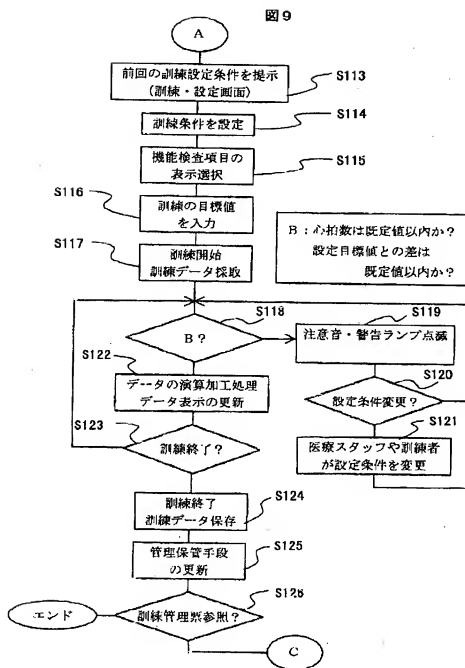 図9
A
前回の訓練設定条件を提示
(訓練・設定画面)
S113
訓練条件を設定
S114
機能検査項目の
表示選択
S115
訓練の目標値
を入力
S116
訓練開始
訓練データ採取
S117
B:心拍数は既定値以内か?
設定目標値との差は
既定値以内か?
B?
S118
注意音・警告ランプ点滅
S119
設定条件変更?
S120
医療スタッフや訓練者
が設定条件を変更
S121
データの演算加工処理
データ表示の更新
S122
訓練終了?
S123
訓練終了
訓練データ保存
S124
管理保管手段
の更新
S125
訓練管理票参照?
S126
エンド
C